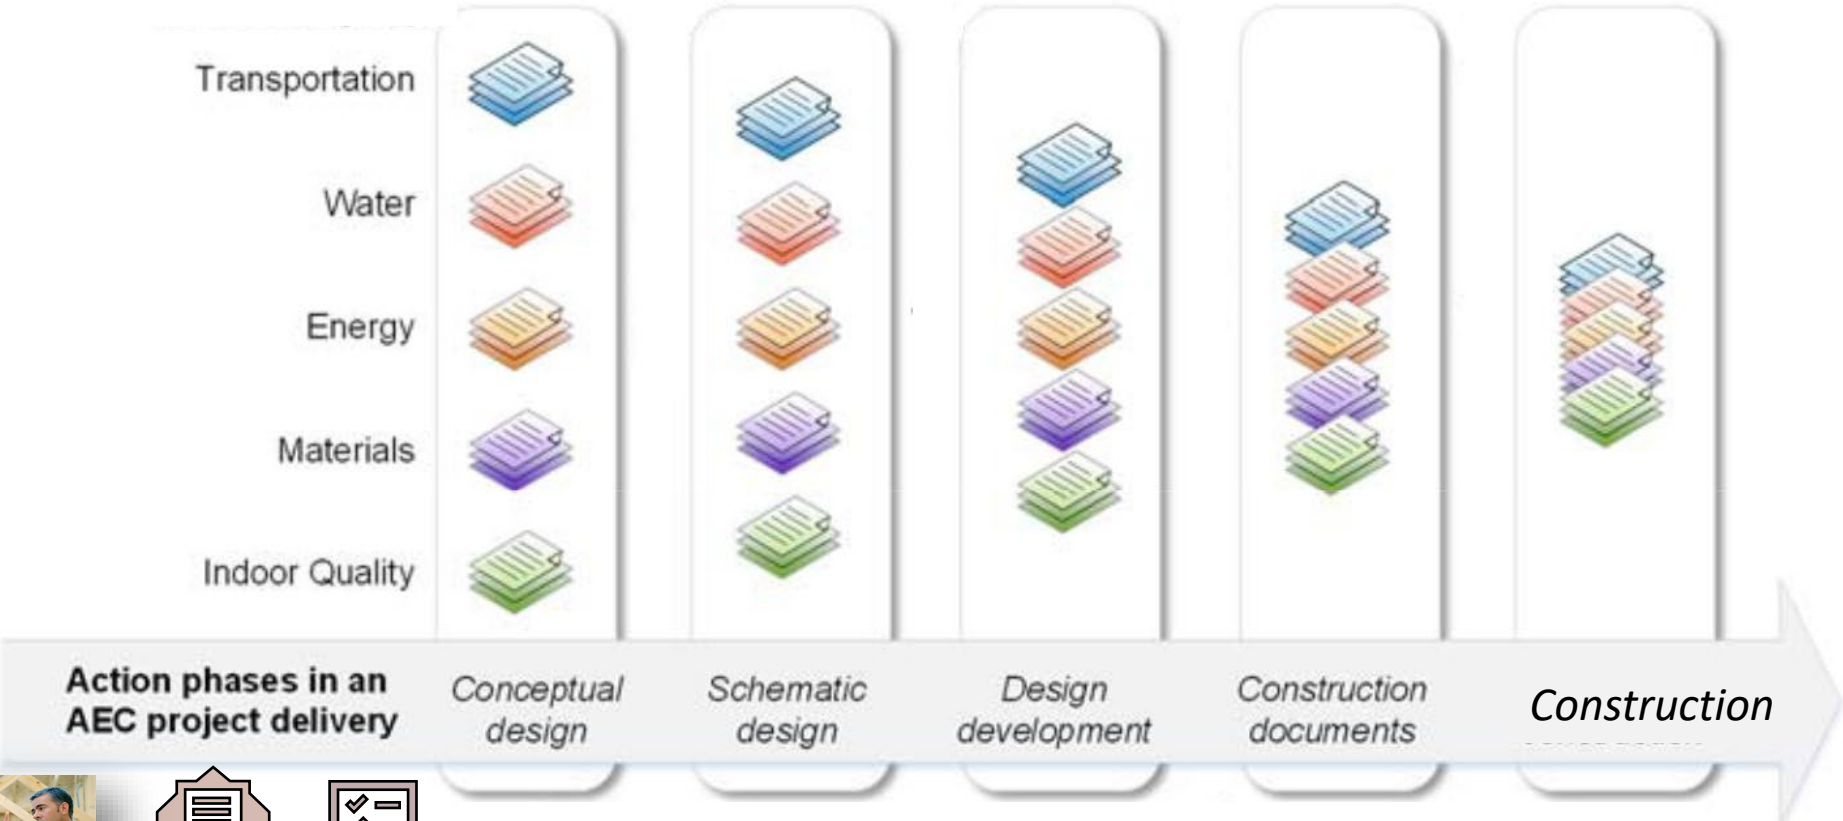 Transportation
Water
Energy
Materials
Indoor Quality
Action phases in an
AEC project delivery
Conceptual
design
Schematic
design
Design
development
Construction
documents
Construction